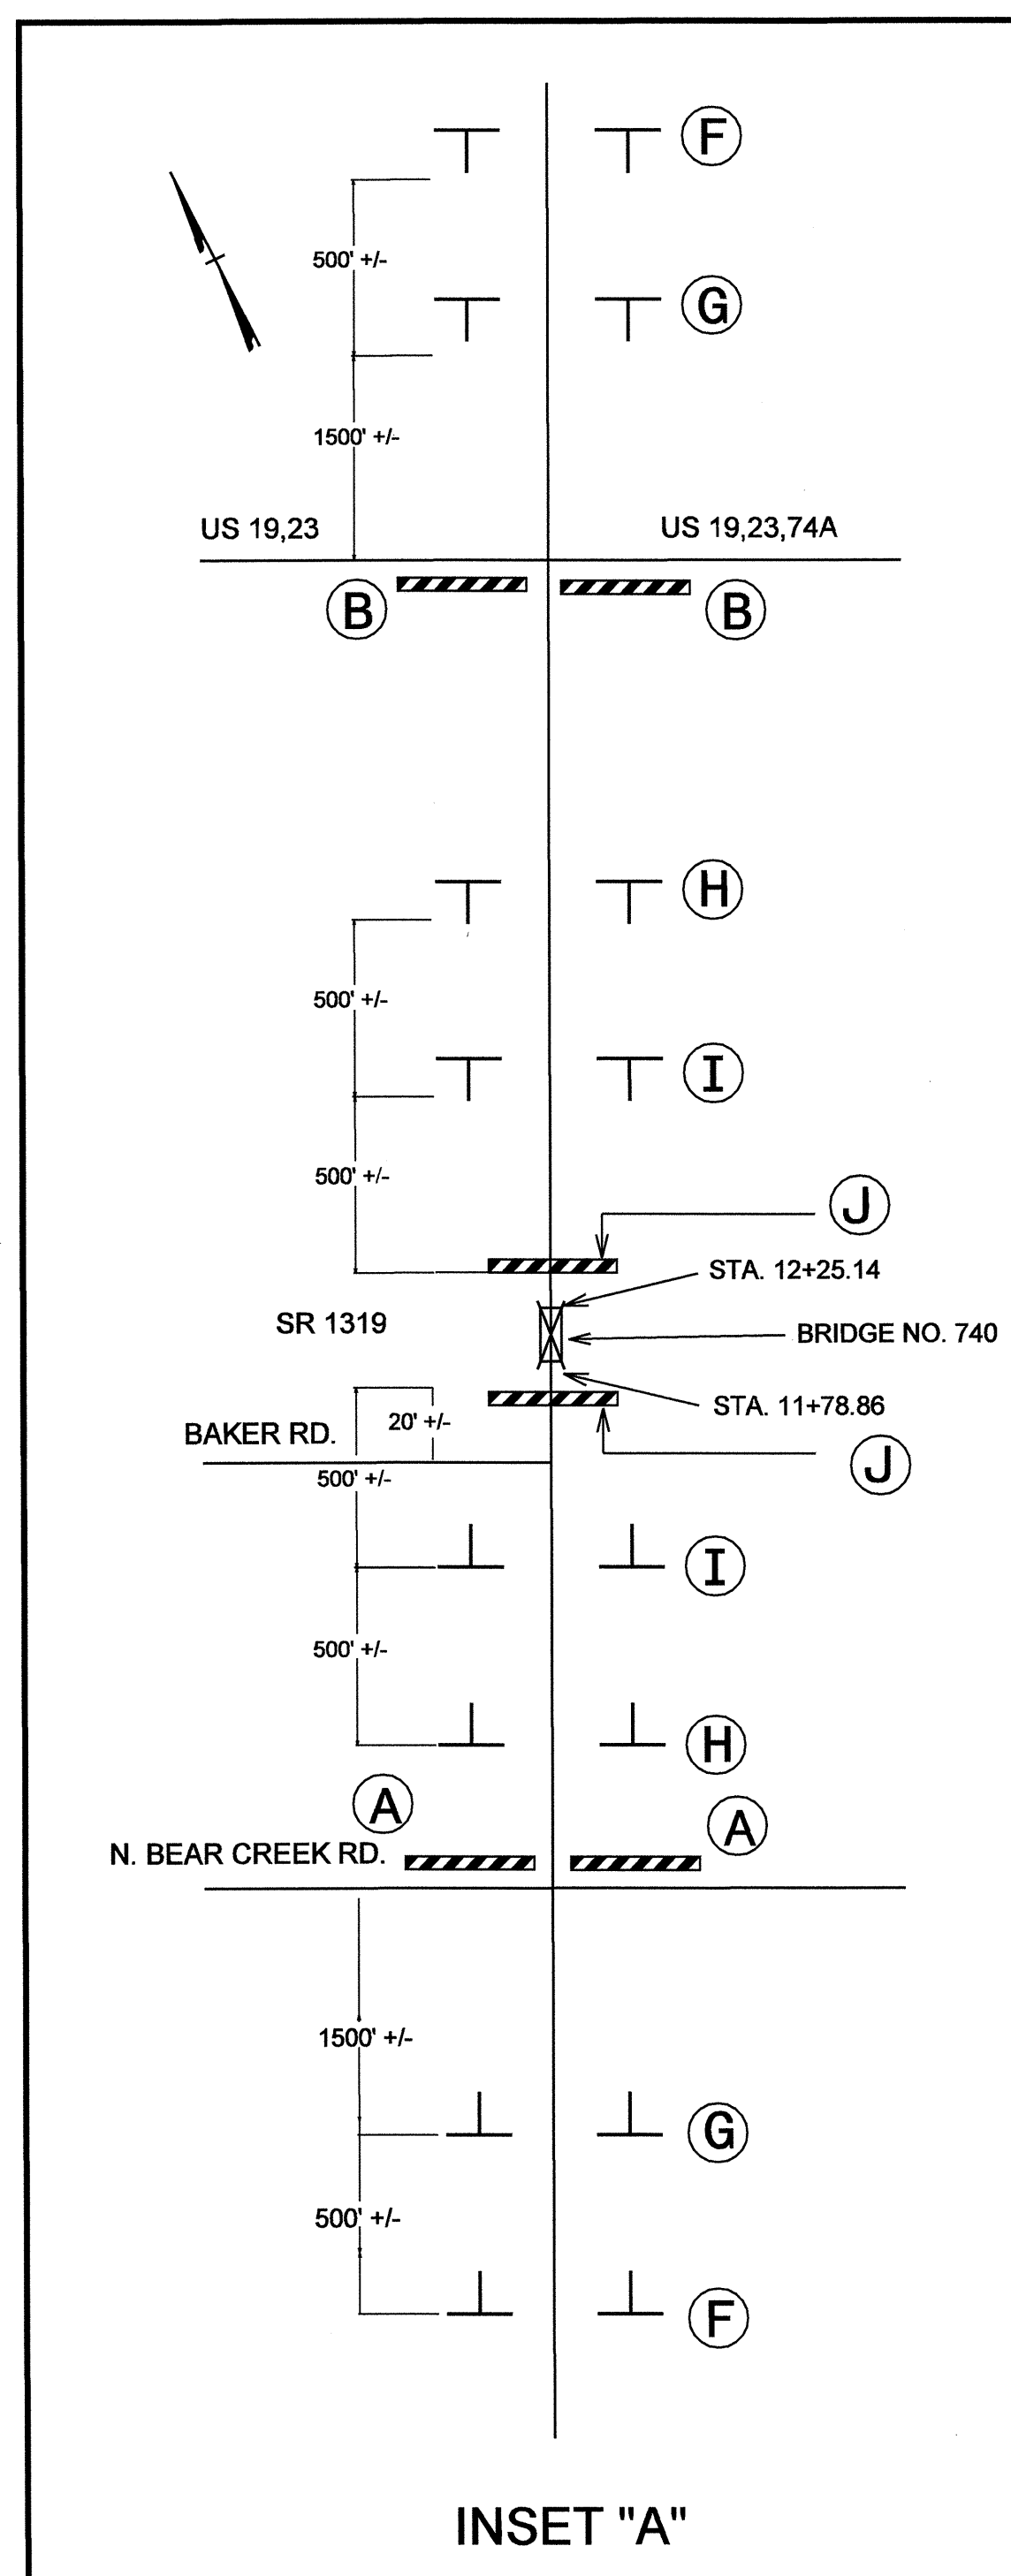 F
500' +/-
G
1500' +/-
US 19,23
US 19,23,74A
B
B
H
500' +/-
I
500' +/-
J
STA. 12+25.14
SR 1319
BRIDGE NO. 740
STA. 11+78.86
20' +/-
BAKER RD.
J
500' +/-
I
500' +/-
H
A
A
N. BEAR CREEK RD.
1500' +/-
G
500' +/-
F
INSET "A"